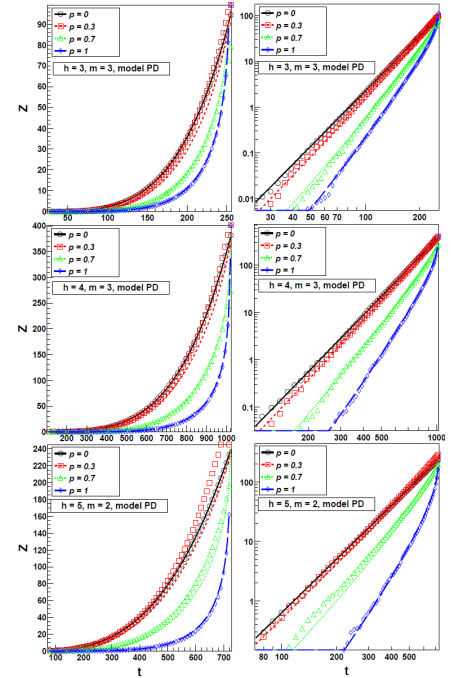 p = 0
p = 0.3
p = 0.7
p = 1
h = 3, m = 3, model PD
Z
90
80
70
60
50
40
30
20
10
0
50 100 150 200 250
p = 0
p = 0.3
p = 0.7
p = 1
h = 3, m = 3, model PD
100
10
1
0.1
0.01
30 40 50 60 70 100 200
p = 0
p = 0.3
p = 0.7
p = 1
h = 4, m = 3, model PD
Z
400
350
300
250
200
150
100
50
0
200 300 400 500 600 700 800 900 1000
p = 0
p = 0.3
p = 0.7
p = 1
h = 4, m = 3, model PD
100
10
1
0.1
200 300 400 500 1000
p = 0
p = 0.3
p = 0.7
p = 1
h = 5, m = 2, model PD
Z
240
220
200
180
160
140
120
100
80
60
40
20
0
100 200 300 400 500 600 700
t
p = 0
p = 0.3
p = 0.7
p = 1
h = 5, m = 2, model PD
100
10
1
80 100 200 300 400 500
t